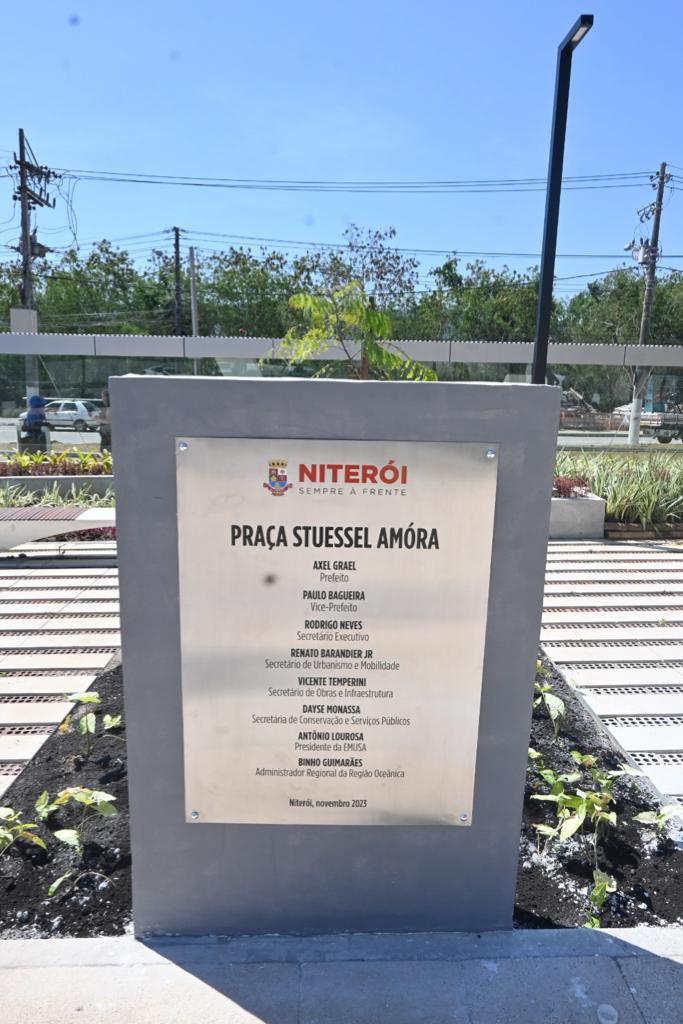 NITERÓI
SEMPRE À FRENTE
PRAÇA STUESSEL AMÓRA
AXEL GRAEL
Prefeito
PAULO BAGUEIRA
Vice-Prefeito
RODRIGO NEVES
Secretário Executivo
RENATO BARANDIER JR
Secretário de Urbanismo e Mobilidade
VICENTE TEMPERINI
Secretário de Obras e Infraestrutura
DAYSE MONASSA
Secretária de Conservação e Serviços Públicos
ANTÔNIO LOUROSA
Presidente da EMUSA
BINHO GUIMARÃES
Administrador Regional da Região Oceânica
Niterói, novembro 2023